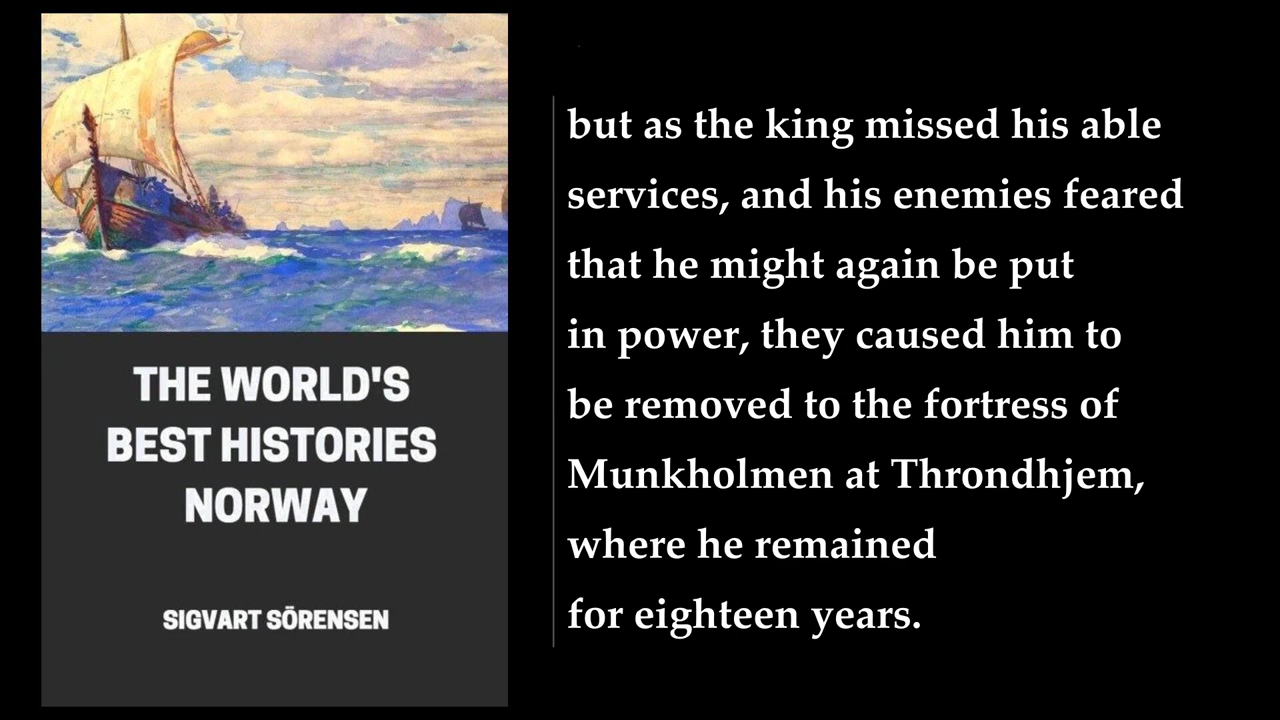 THE WORLD'S
BEST HISTORIES
NORWAY
SIGVART SÖRENSEN
but as the king missed his able
services, and his enemies feared
that he might again be put
in power, they caused him to
be removed to the fortress of
Munkholmen at Throndhjem,
where he remained
for eighteen years.